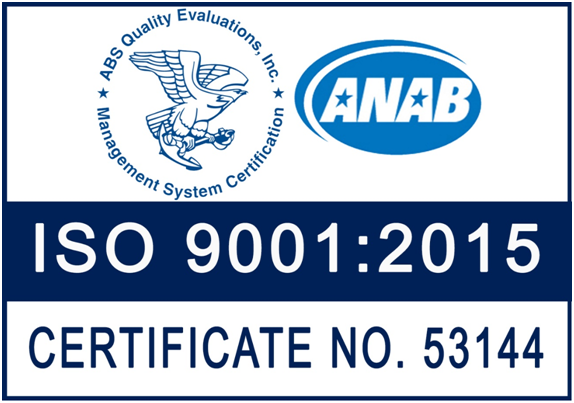 ABS Quality Evaluations, Inc.
Management System Certification
ANAB
ISO 9001:2015
CERTIFICATE NO. 53144